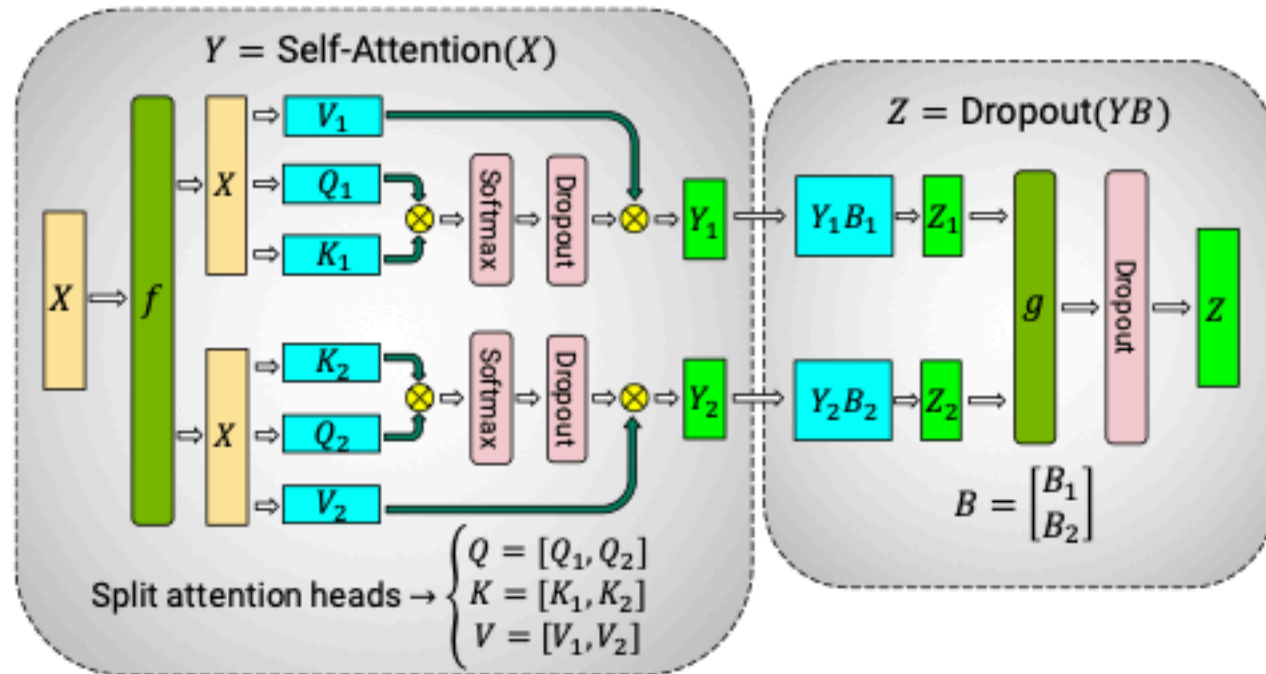 Y = Self-Attention(X)
X
f
X
V₁
Q₁
K₁
Softmax
Dropout
Y₁
X
K₂
Q₂
V₂
Softmax
Dropout
Y₂
Split attention heads → { Q = [Q₁, Q₂]
K = [K₁, K₂]
V = [V₁, V₂]
Z = Dropout(YB)
Y₁B₁
Z₁
Y₂B₂
Z₂
g
Dropout
Z
B = [B₁
B₂]